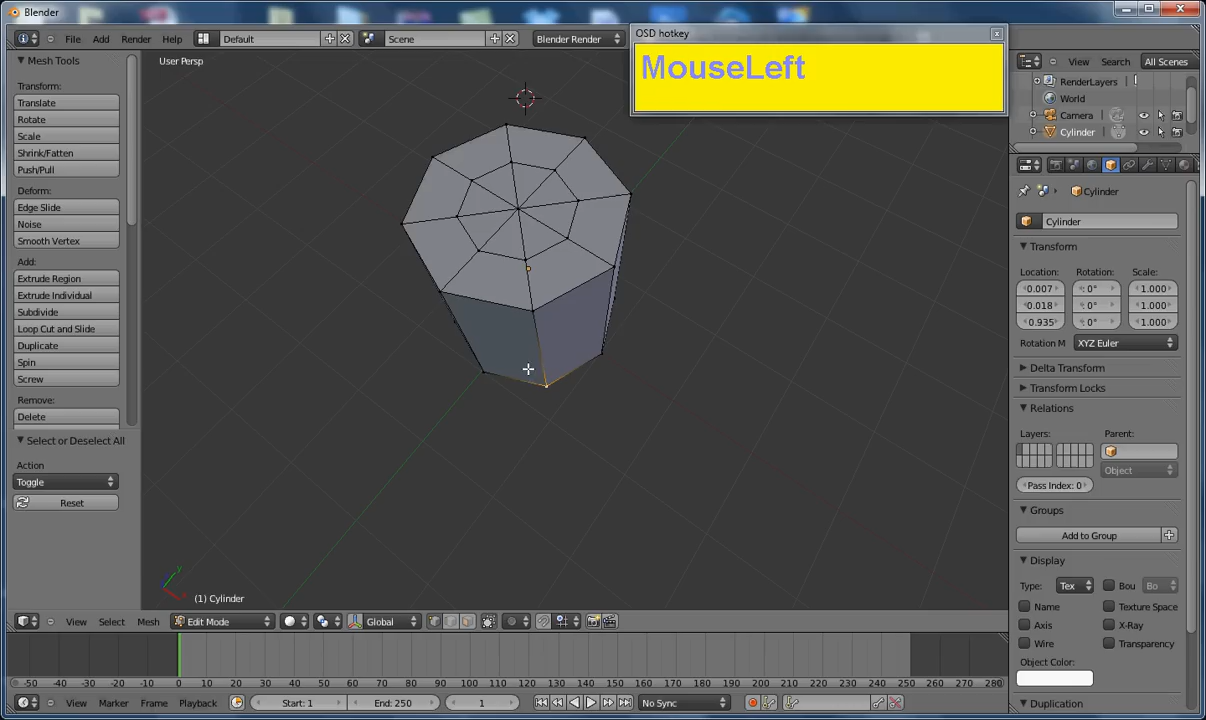 Blender
File Add Render Help Default Scene Blender Render
OSD hotkey
MouseLeft
View Search All Scenes
RenderLayers
World
Camera
Cylinder
Mesh Tools
Transform:
Translate
Rotate
Scale
Shrink/Fatten
Push/Pull
Deform:
Edge Slide
Noise
Smooth Vertex
Add:
Extrude Region
Extrude Individual
Subdivide
Loop Cut and Slide
Duplicate
Spin
Screw
Remove:
Delete
Select or Deselect All
Action
Toggle
Reset
User Persp
(1) Cylinder
Cylinder
Cylinder
Transform
Location: Rotation: Scale:
0.007 0° 1.000
0.018 0° 1.000
0.935 0° 1.000
Rotation M XYZ Euler
Delta Transform
Transform Locks
Relations
Layers: Parent:
Object
Pass Index: 0
Groups
Add to Group
Display
Type: Tex Bou Bo
Name Texture Space
Axis X-Ray
Wire Transparency
Object Color:
Duplication
View Select Mesh Edit Mode Global
-50 -40 -30 -20 -10 0 10 20 30 40 50 60 70 80 90 100 110 120 130 140 150 160 170 180 190 200 210 220 230 240 250 260 270 280
View Marker Frame Playback Start: 1 End: 250 1 No Sync